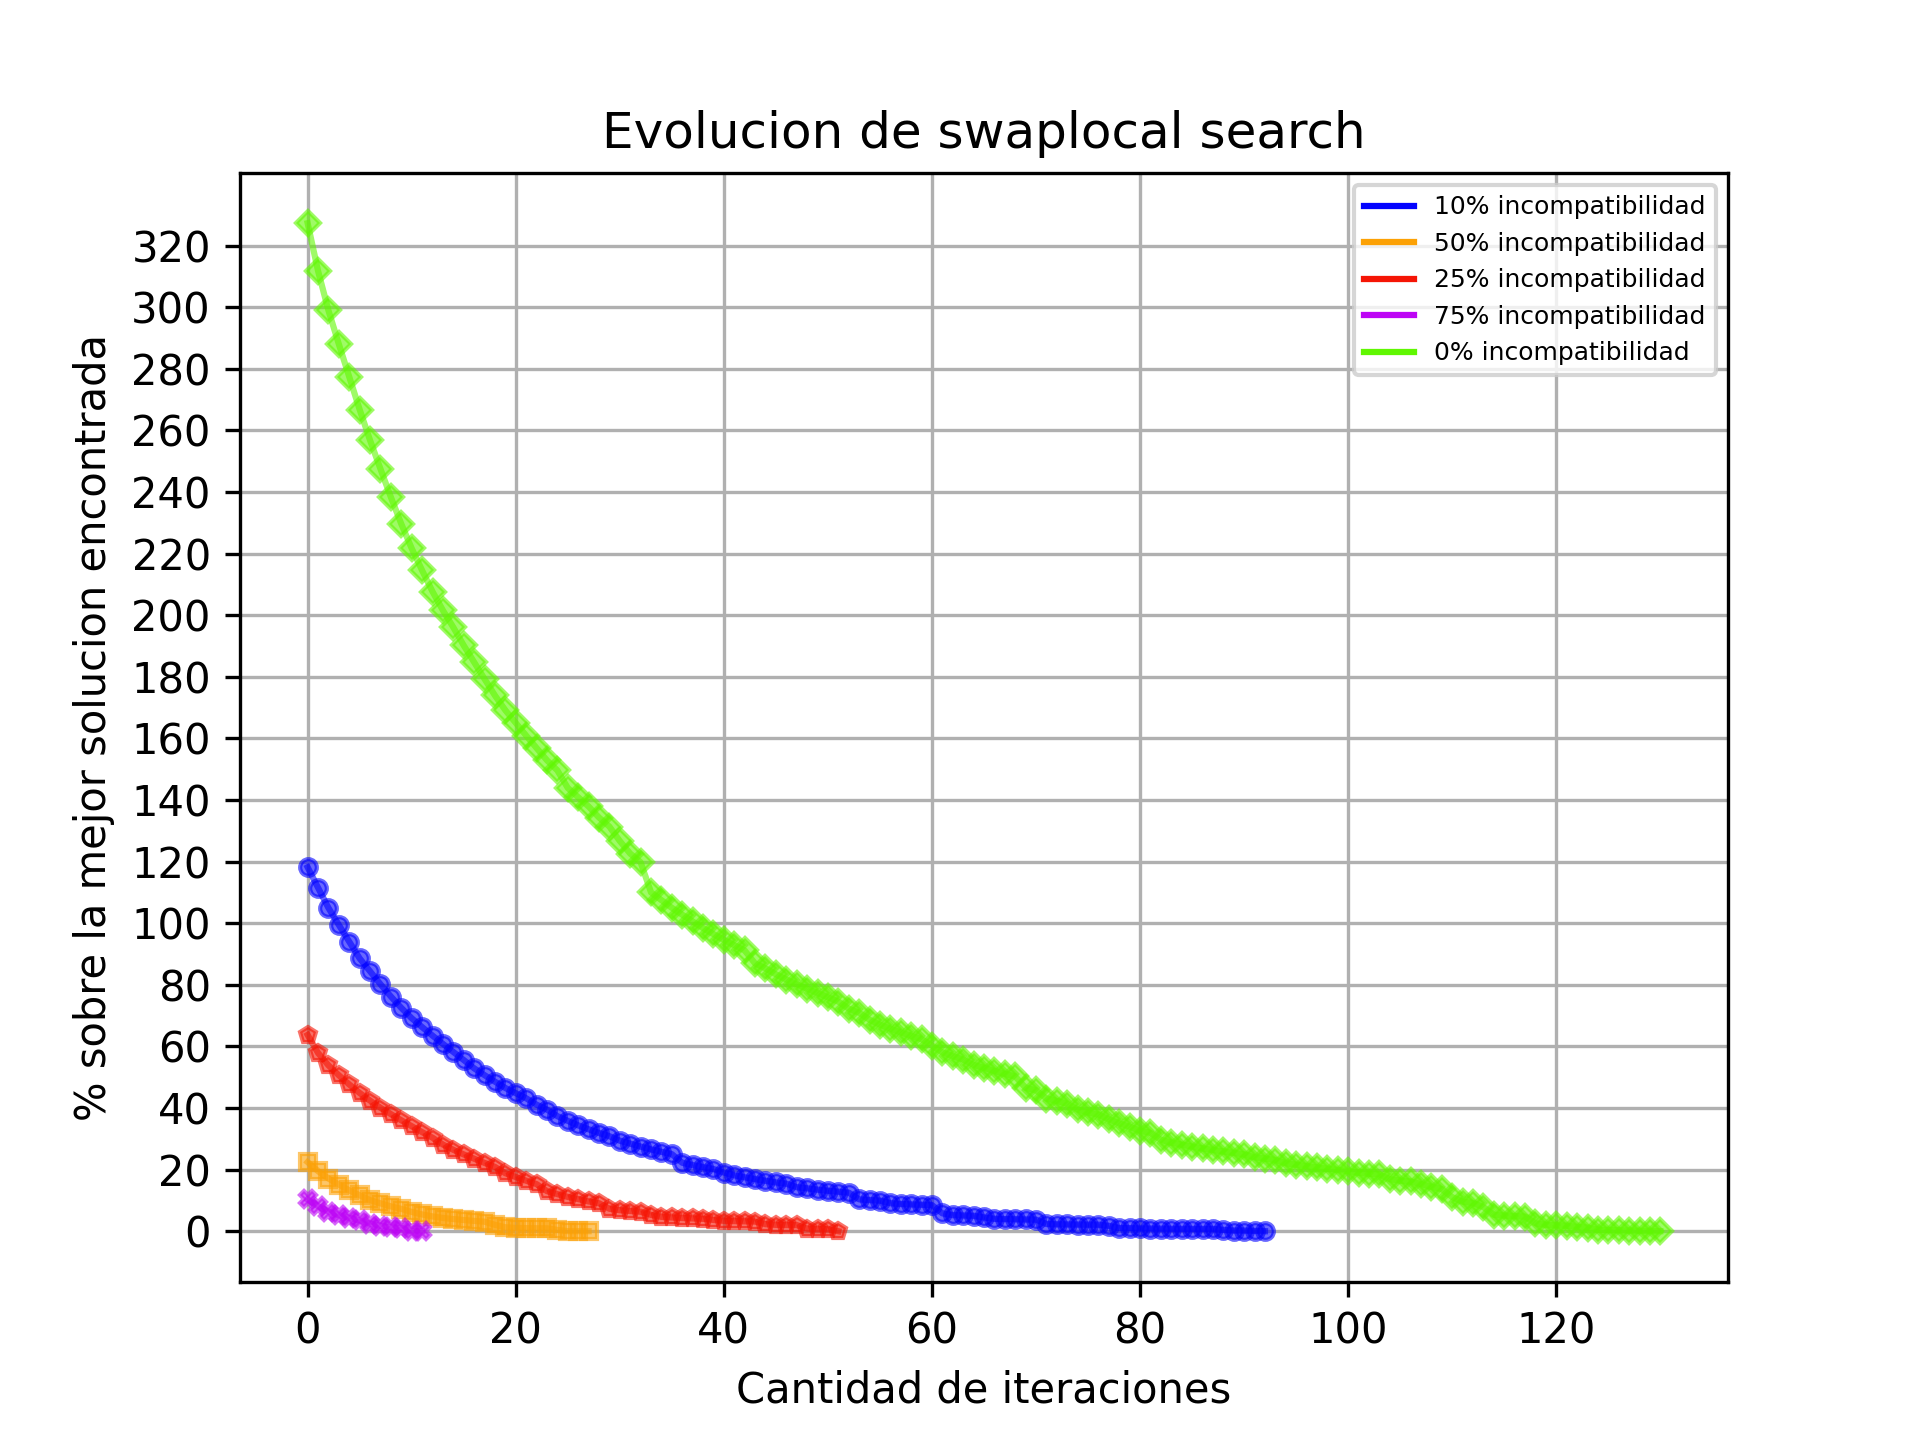 Evolucion de swaplocal search
10% incompatibilidad
50% incompatibilidad
25% incompatibilidad
75% incompatibilidad
0% incompatibilidad
% sobre la mejor solucion encontrada
320
300
280
260
240
220
200
180
160
140
120
100
80
60
40
20
0
0 20 40 60 80 100 120
Cantidad de iteraciones